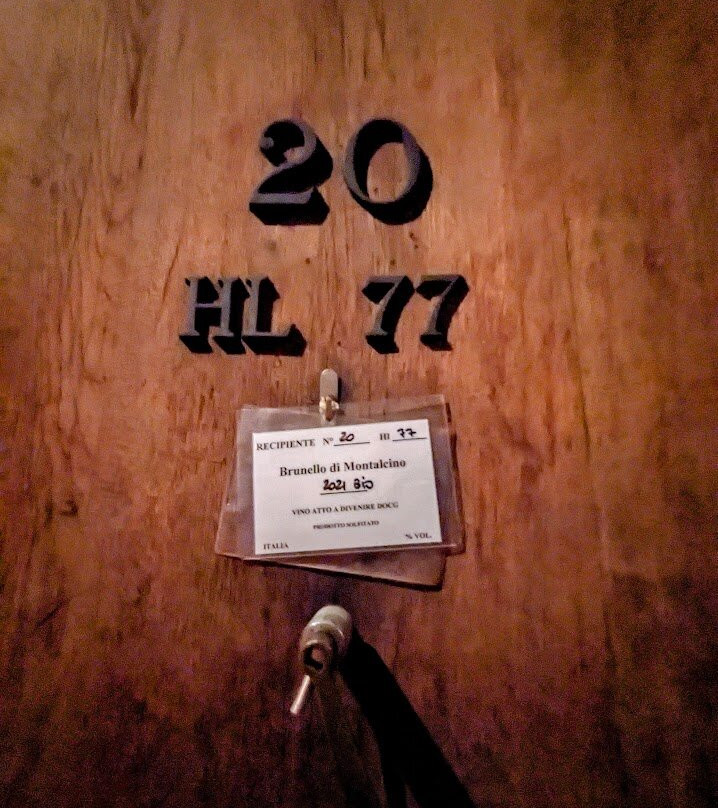 20
HL 77
RECIPIENTE N° 20 Hl 77
Brunello di Montalcino
2021 Bio
VINO ATTO A DIVENIRE DOCG
PRODOTTO SOLFITATO
ITALIA % VOL.